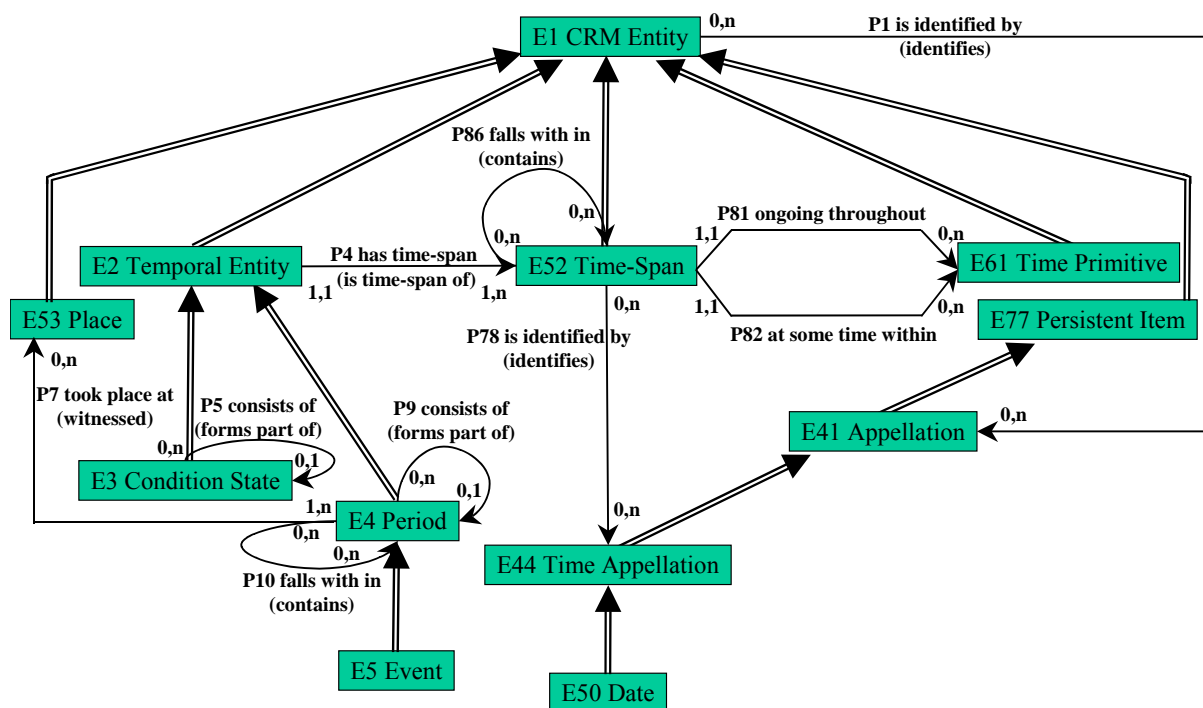 0,n
P1 is identified by
(identifies)
E1 CRM Entity
P86 falls with in
(contains)
0,n
0,n
P81 ongoing throughout
1,1
0,n
E2 Temporal Entity
P4 has time-span
(is time-span of)
1,1
1,n
E52 Time-Span
E61 Time Primitive
0,n
1,1
0,n
P82 at some time within
E53 Place
E77 Persistent Item
0,n
P78 is identified by
(identifies)
P7 took place at
(witnessed)
P5 consists of
(forms part of)
P9 consists of
(forms part of)
0,n
0,1
E3 Condition State
0,n
0,1
E41 Appellation
0,n
1,n
E4 Period
0,n
0,n
P10 falls with in
(contains)
0,n
E44 Time Appellation
E5 Event
E50 Date